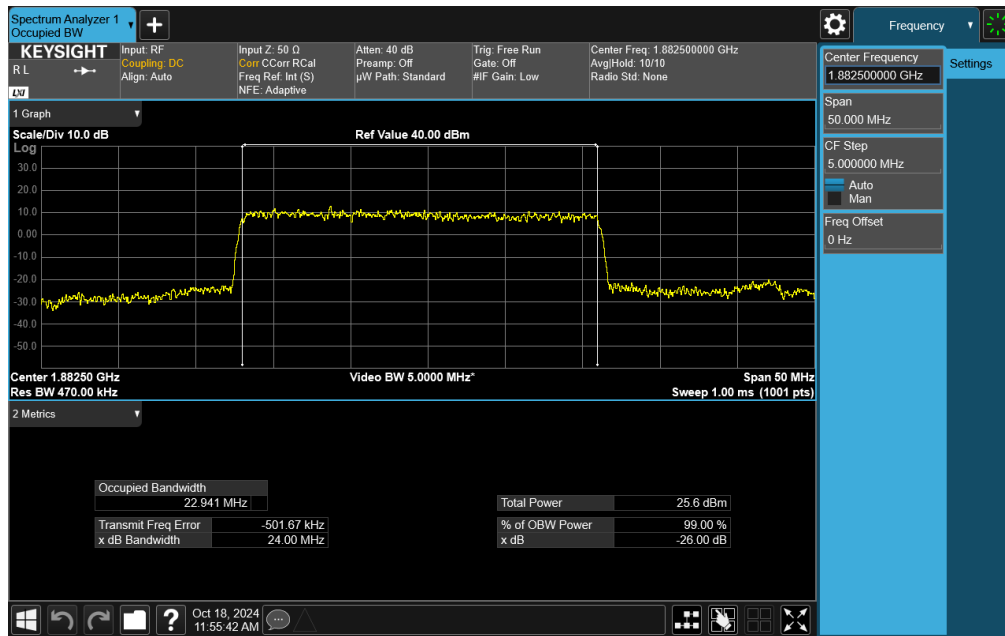 Spectrum Analyzer 1
Occupied BW
Frequency
KEYSIGHT
R L
LXI
Input: RF
Coupling: DC
Align: Auto
Input Z: 50 Ω
Corr CCorr RCal
Freq Ref: Int (S)
NFE: Adaptive
Atten: 40 dB
Preamp: Off
µW Path: Standard
Trig: Free Run
Gate: Off
#IF Gain: Low
Center Freq: 1.882500000 GHz
Avg|Hold: 10/10
Radio Std: None
Center Frequency
1.882500000 GHz
Settings
Span
50.000 MHz
CF Step
5.000000 MHz
Auto
Man
Freq Offset
0 Hz
1 Graph
Scale/Div 10.0 dB
Ref Value 40.00 dBm
Log
30.0
20.0
10.0
0.00
-10.0
-20.0
-30.0
-40.0
-50.0
Center 1.88250 GHz
Video BW 5.0000 MHz*
Span 50 MHz
Res BW 470.00 kHz
Sweep 1.00 ms (1001 pts)
2 Metrics
Occupied Bandwidth
22.941 MHz
Total Power 25.6 dBm
Transmit Freq Error -501.67 kHz
% of OBW Power 99.00 %
x dB Bandwidth 24.00 MHz
x dB -26.00 dB
?
Oct 18, 2024
11:55:42 AM